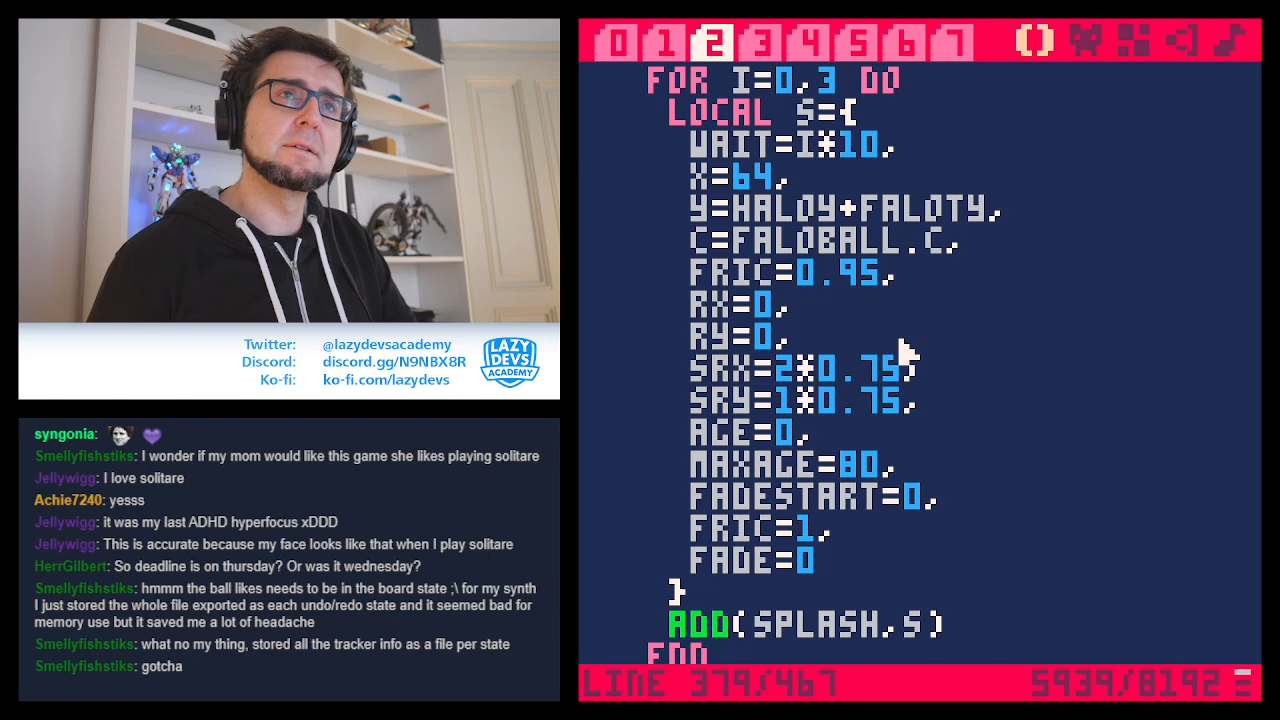 Twitter: @lazydevsacademy
Discord: discord.gg/N9NBX8R
Ko-fi: ko-fi.com/lazydevs
LAZY
DEVS
ACADEMY
syngonia:
Smellyfishstiks: I wonder if my mom would like this game she likes playing solitare
Jellywigg: I love solitare
Achie7240: yesss
Jellywigg: it was my last ADHD hyperfocus xDDD
Jellywigg: This is accurate because my face looks like that when I play solitare
HerrGilbert: So deadline is on thursday? Or was it wednesday?
Smellyfishstiks: hmmm the ball likes needs to be in the board state ;\ for my synth
I just stored the whole file exported as each undo/redo state and it seemed bad for
memory use but it saved me a lot of headache
Smellyfishstiks: what no my thing, stored all the tracker info as a file per state
Smellyfishstiks: gotcha
0 1 2 3 4 5 6 7 ()
FOR I=0,3 DO
LOCAL S={
WAIT=I*10,
X=64,
Y=HALOY+FALOTY,
C=FALOBALL.C,
FRIC=0.95,
RX=0,
RY=0,
SRX=2*0.75,
SRY=1*0.75,
AGE=0,
MAXAGE=80,
FADESTART=0,
FRIC=1,
FADE=0
}
ADD(SPLASH,S)
END
LINE 379/467 5939/8192